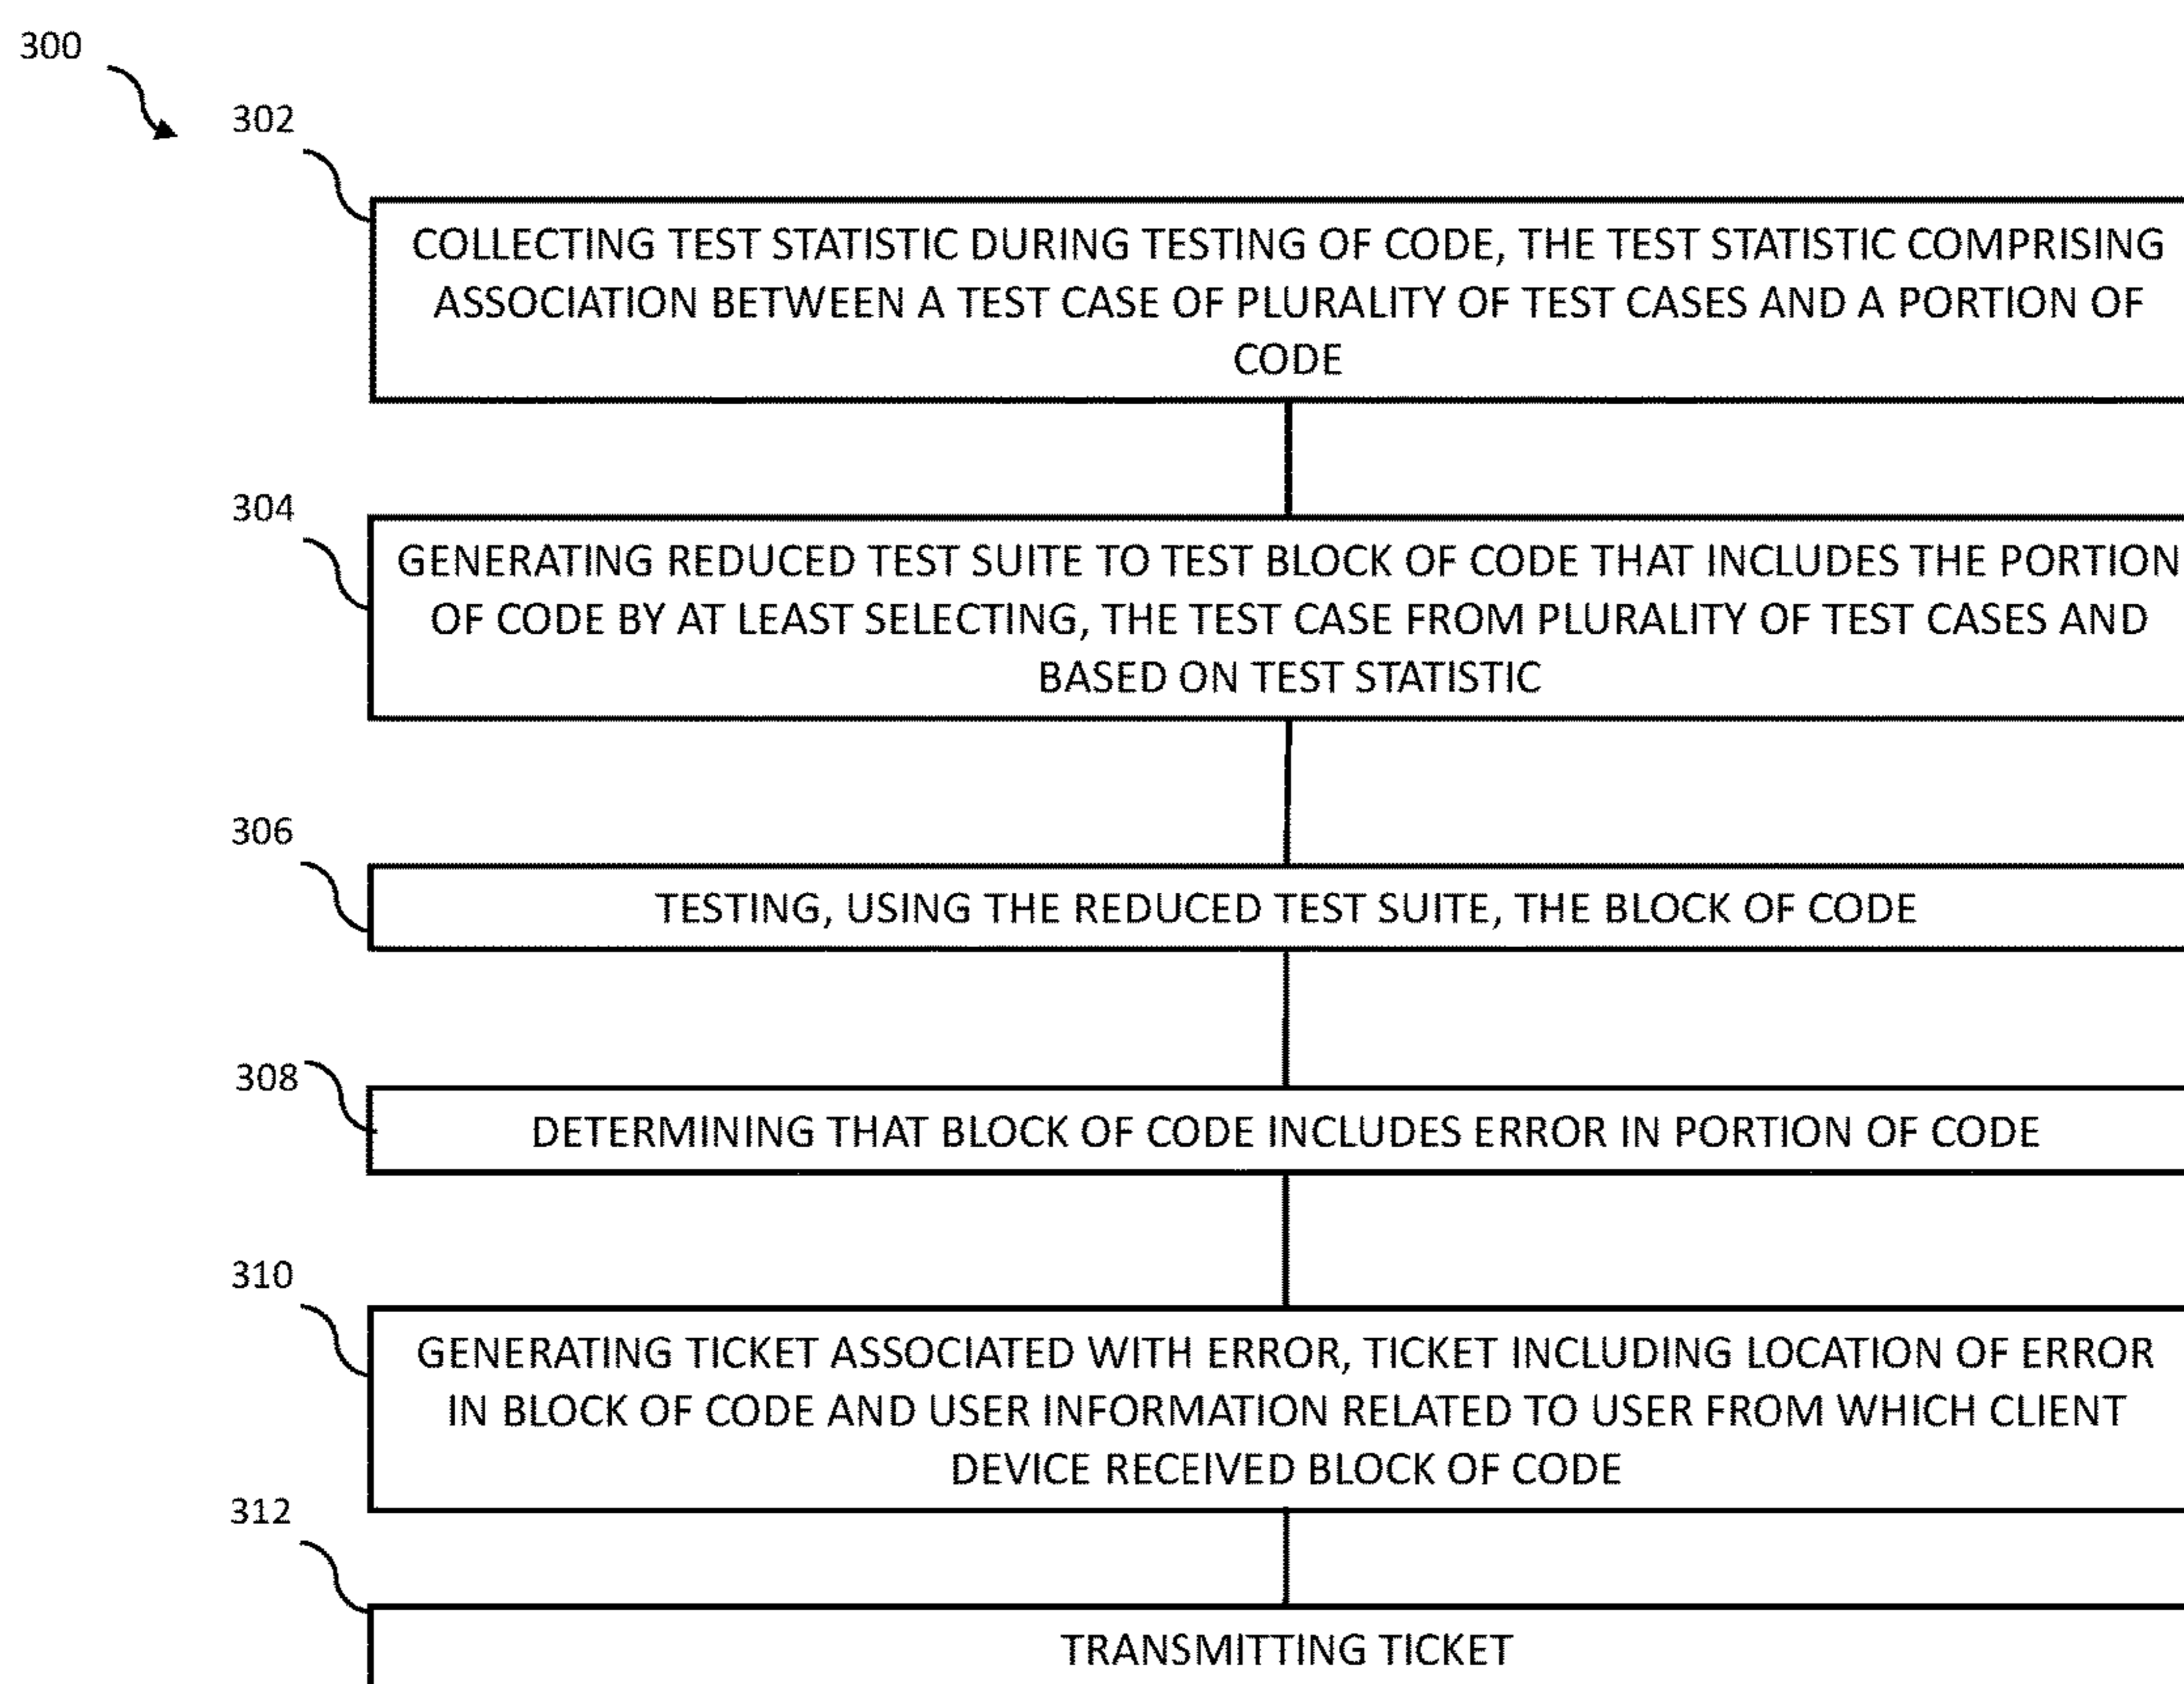 300
302
COLLECTING TEST STATISTIC DURING TESTING OF CODE, THE TEST STATISTIC COMPRISING
ASSOCIATION BETWEEN A TEST CASE OF PLURALITY OF TEST CASES AND A PORTION OF
CODE
304
GENERATING REDUCED TEST SUITE TO TEST BLOCK OF CODE THAT INCLUDES THE PORTION
OF CODE BY AT LEAST SELECTING, THE TEST CASE FROM PLURALITY OF TEST CASES AND
BASED ON TEST STATISTIC
306
TESTING, USING THE REDUCED TEST SUITE, THE BLOCK OF CODE
308
DETERMINING THAT BLOCK OF CODE INCLUDES ERROR IN PORTION OF CODE
310
GENERATING TICKET ASSOCIATED WITH ERROR, TICKET INCLUDING LOCATION OF ERROR
IN BLOCK OF CODE AND USER INFORMATION RELATED TO USER FROM WHICH CLIENT
DEVICE RECEIVED BLOCK OF CODE
312
TRANSMITTING TICKET